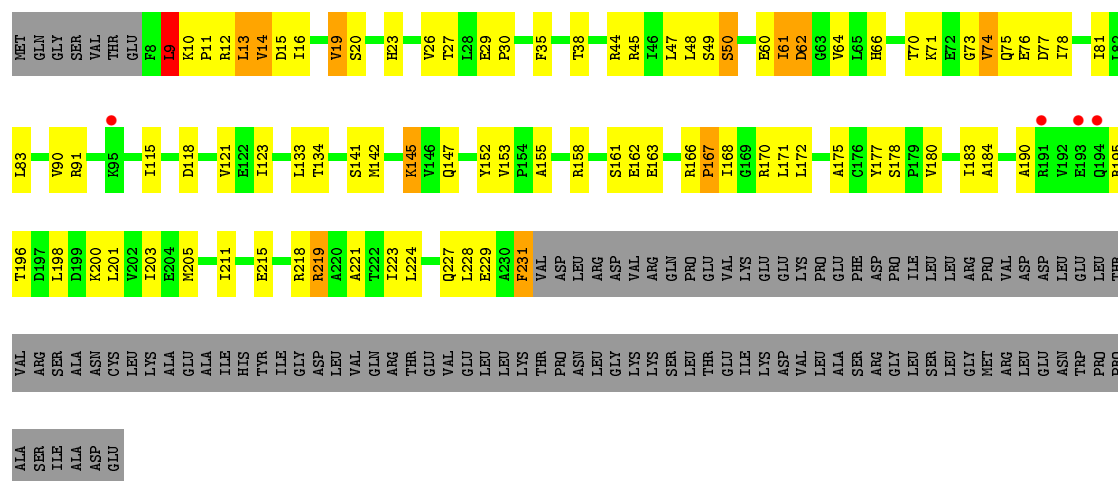 MET GLN GLY SER VAL THR GLU F8 L9 K10 P11 R12 L13 V14 D15 I16 V19 S20 H23 V26 T27 L28 E29 P30 F35 T38 R44 R45 I46 L47 L48 S49 S50 E60 I61 D62 G63 V64 L65 H66 T70 K71 E72 G73 V74 Q75 E76 D77 I78 I81 L82
L83 V90 R91 K95 I115 D118 V121 E122 I123 L133 T134 S141 M142 K145 V146 Q147 Y152 V153 P154 A155 R158 S161 E162 E163 R166 P167 I168 G169 R170 L171 L172 A175 C176 Y177 S178 P179 V180 I183 A184 A190 R191 V192 E193 Q194 R195
T196 D197 L198 D199 K200 L201 V202 I203 E204 M205 I211 E215 R218 R219 A220 A221 T222 I223 L224 Q227 L228 E229 A230 F231 VAL ASP LEU ARG ASP VAL ARG GLN PRO GLU VAL LYS GLU GLU LYS PRO GLU PHE ASP PRO ILE LEU LEU ARG PRO VAL ASP ASP LEU GLU LEU THR
VAL ARG SER ALA ASN CYS LEU LYS ALA GLU ALA ILE HIS TYR ILE GLY ASP LEU VAL GLN ARG THR GLU VAL GLU LEU LEU LYS THR PRO ASN LEU GLY LYS LYS SER LEU THR GLU ILE LYS ASP VAL LEU ALA SER ARG GLY LEU SER LEU GLY MET ARG LEU GLU ASN TRP PRO PRO
ALA SER ILE ALA ASP GLU